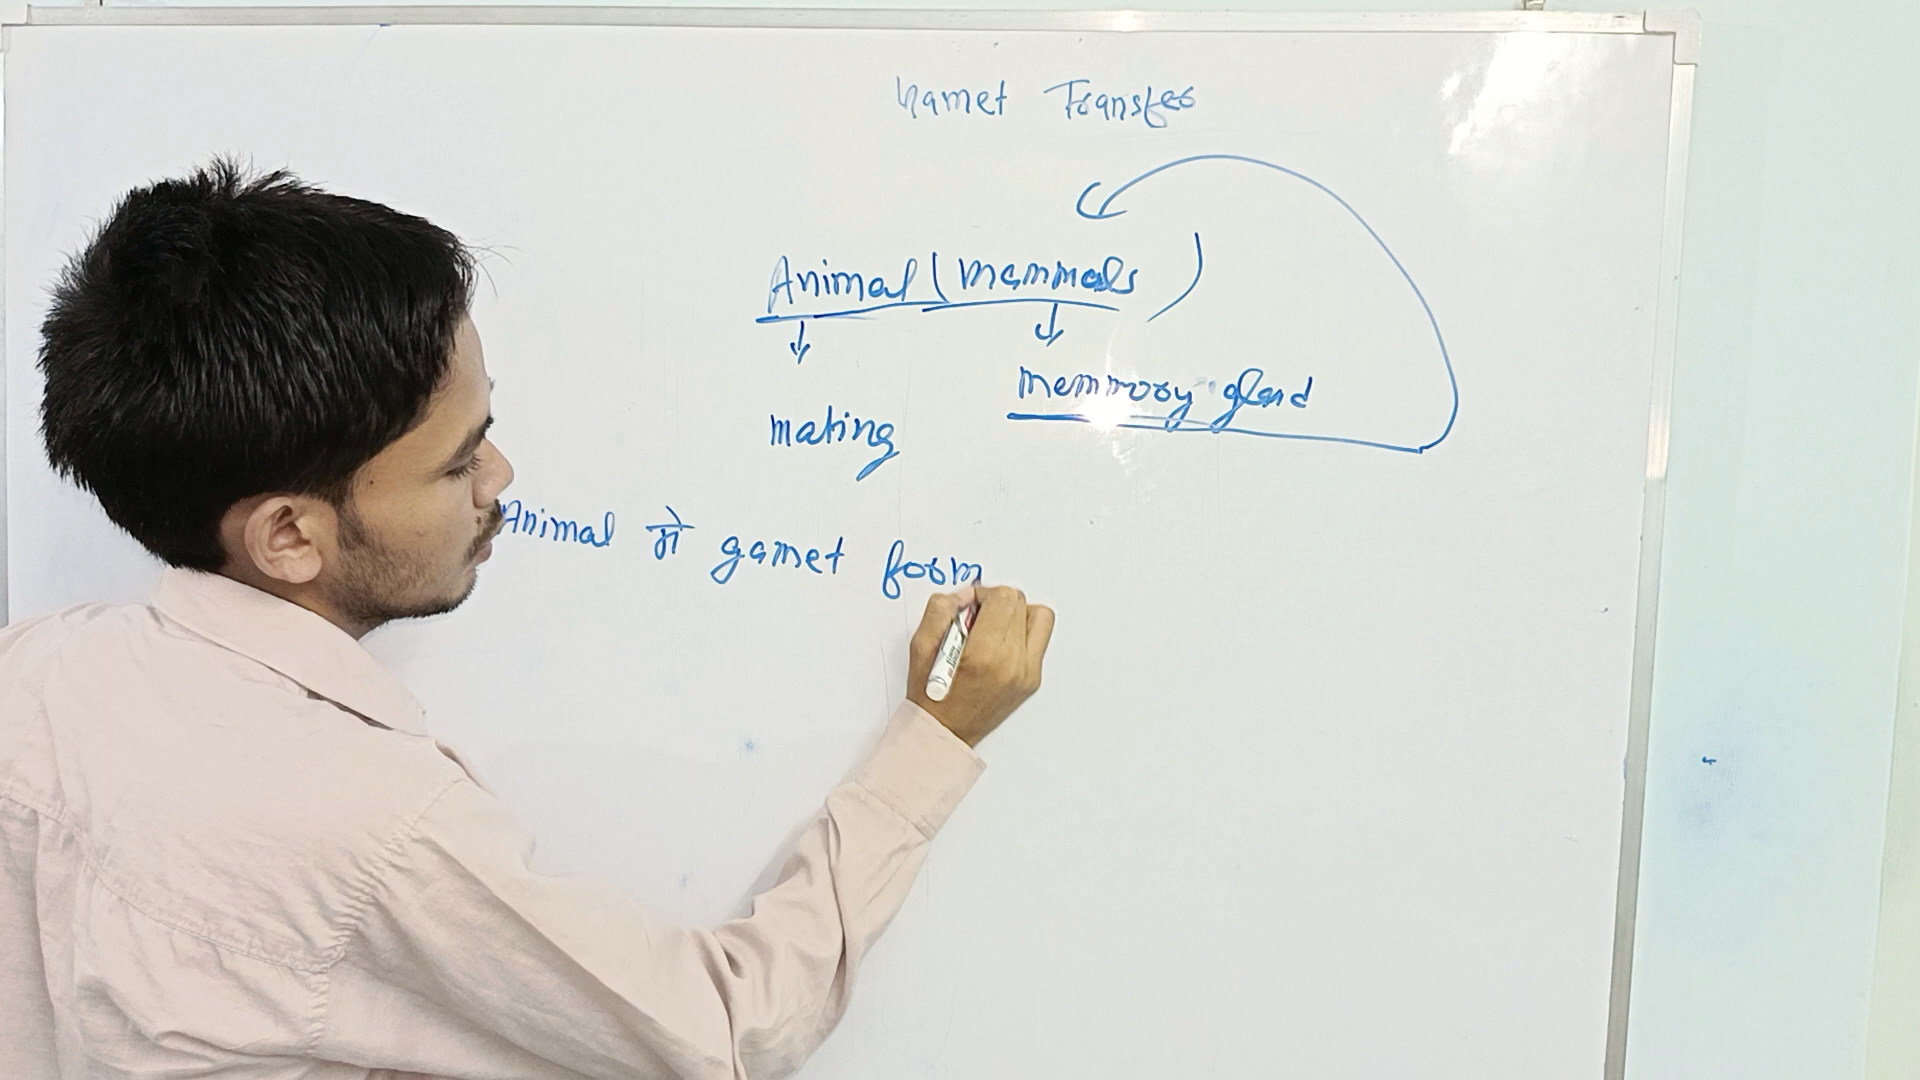 Gamet Transfer
Animal (Mammals )
memmory gland
mating
Animal में gamet form